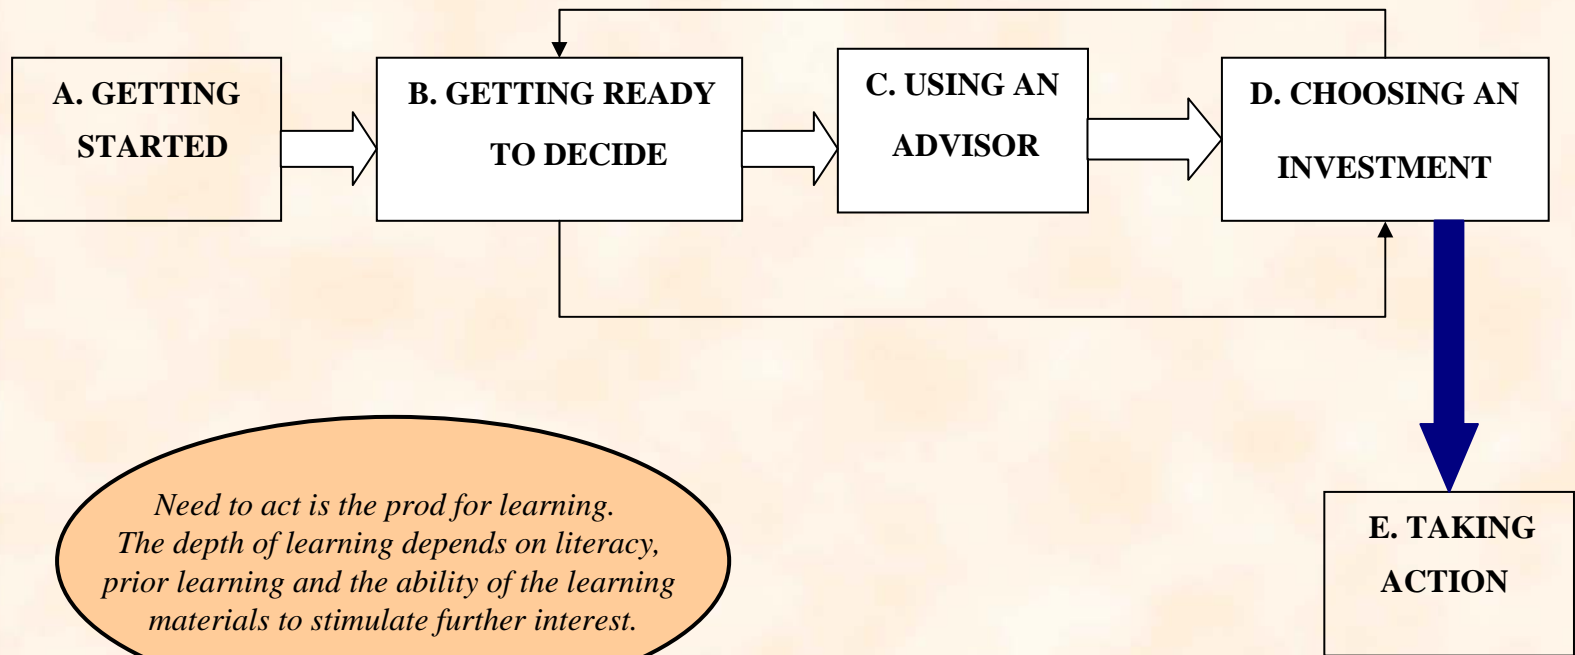 A. GETTING
STARTED
B. GETTING READY
TO DECIDE
C. USING AN
ADVISOR
D. CHOOSING AN
INVESTMENT
E. TAKING
ACTION
Need to act is the prod for learning.
The depth of learning depends on literacy,
prior learning and the ability of the learning
materials to stimulate further interest.